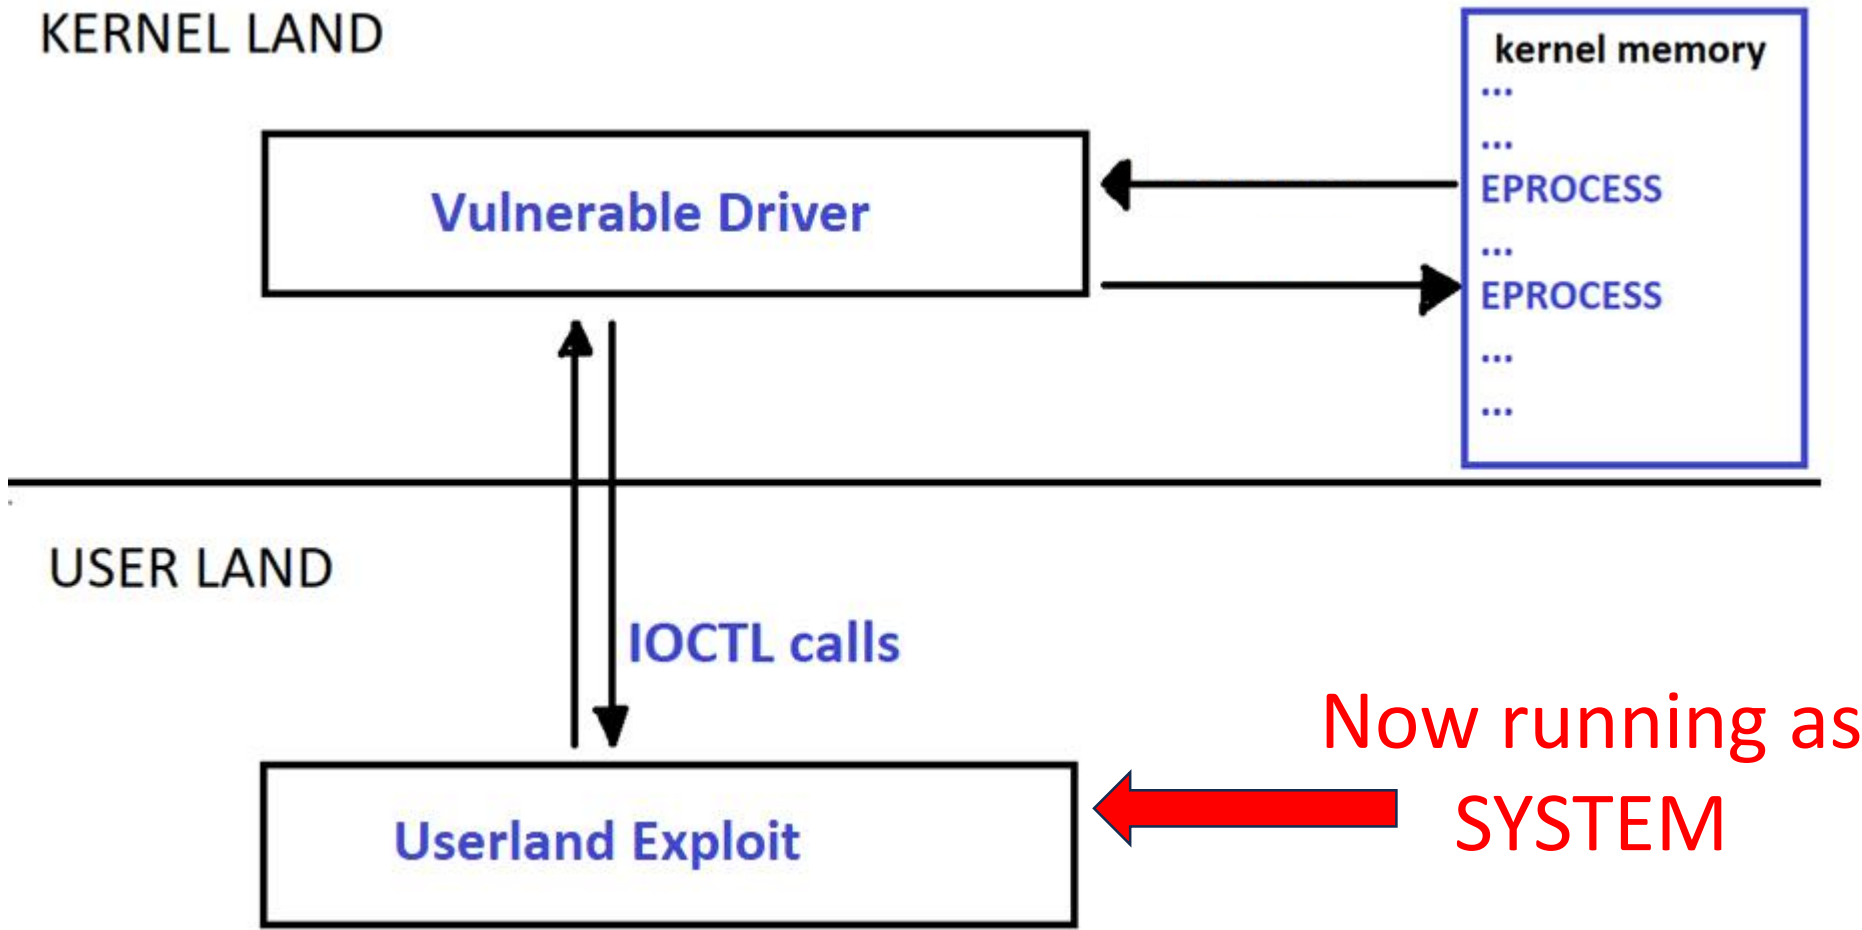 KERNEL LAND
kernel memory
...
...
EPROCESS
...
EPROCESS
...
...
Vulnerable Driver
USER LAND
IOCTL calls
Now running as
SYSTEM
Userland Exploit